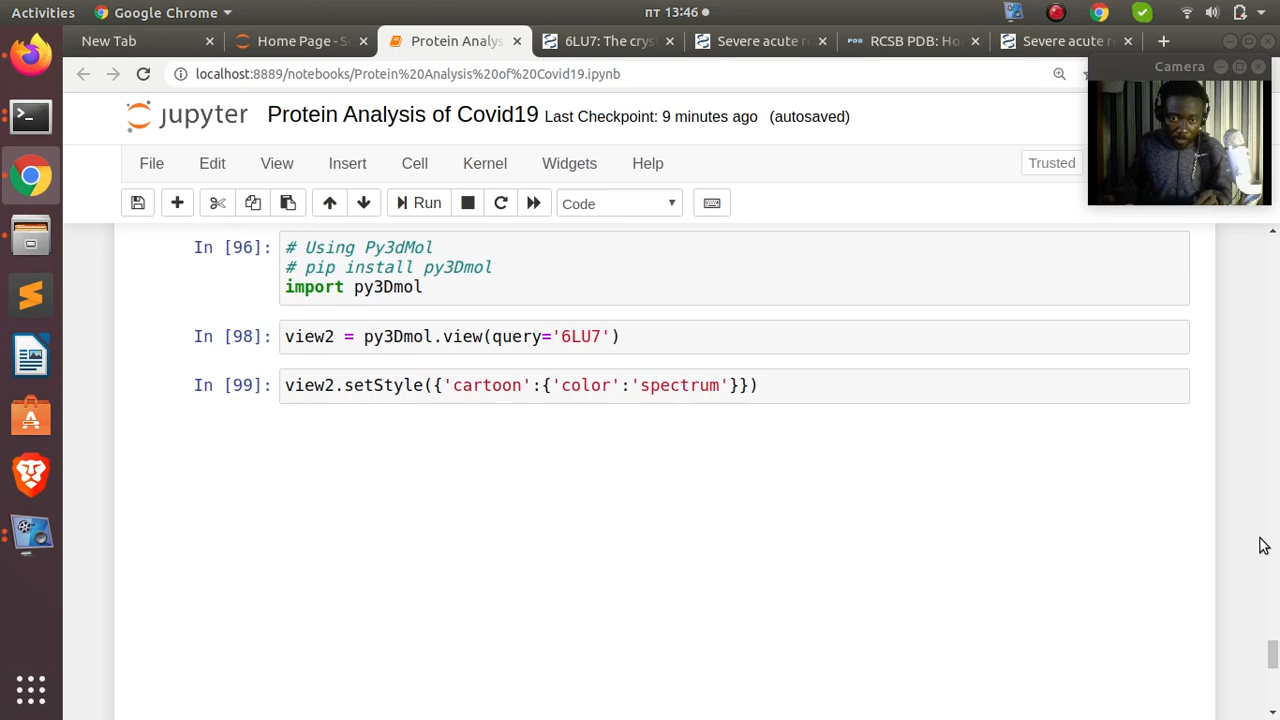 Activities
Google Chrome
пт 13:46
New Tab
Home Page - S
Protein Analys
6LU7: The crys
Severe acute r
RCSB PDB: Ho
Severe acute r
localhost:8889/notebooks/Protein%20Analysis%20of%20Covid19.ipynb
Camera
jupyter
Protein Analysis of Covid19 Last Checkpoint: 9 minutes ago (autosaved)
File Edit View Insert Cell Kernel Widgets Help
Trusted
Run
Code
In [96]: # Using Py3dMol
# pip install py3Dmol
import py3Dmol
In [98]: view2 = py3Dmol.view(query='6LU7')
In [99]: view2.setStyle({'cartoon':{'color':'spectrum'}})